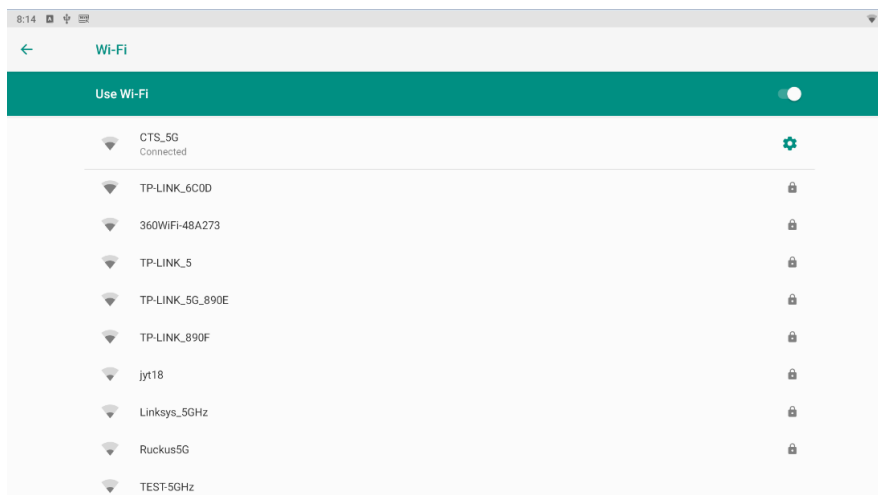 8:14
Wi-Fi
Use Wi-Fi
CTS_5G
Connected
TP-LINK_6C0D
360WiFi-48A273
TP-LINK_5
TP-LINK_5G_890E
TP-LINK_890F
jyt18
Linksys_5GHz
Ruckus5G
TEST-5GHz